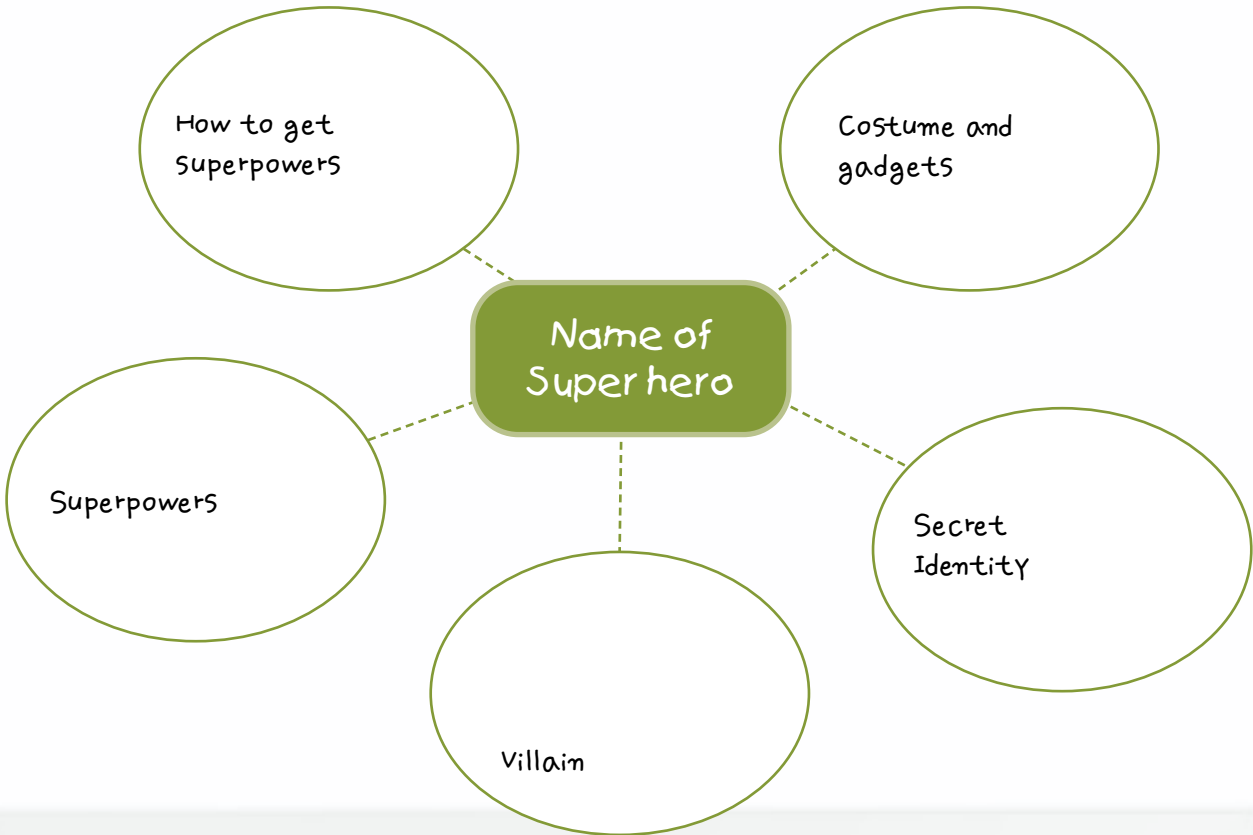 How to get
superpowers
Costume and
gadgets
Name of
Super hero
Superpowers
Secret
Identity
Villain